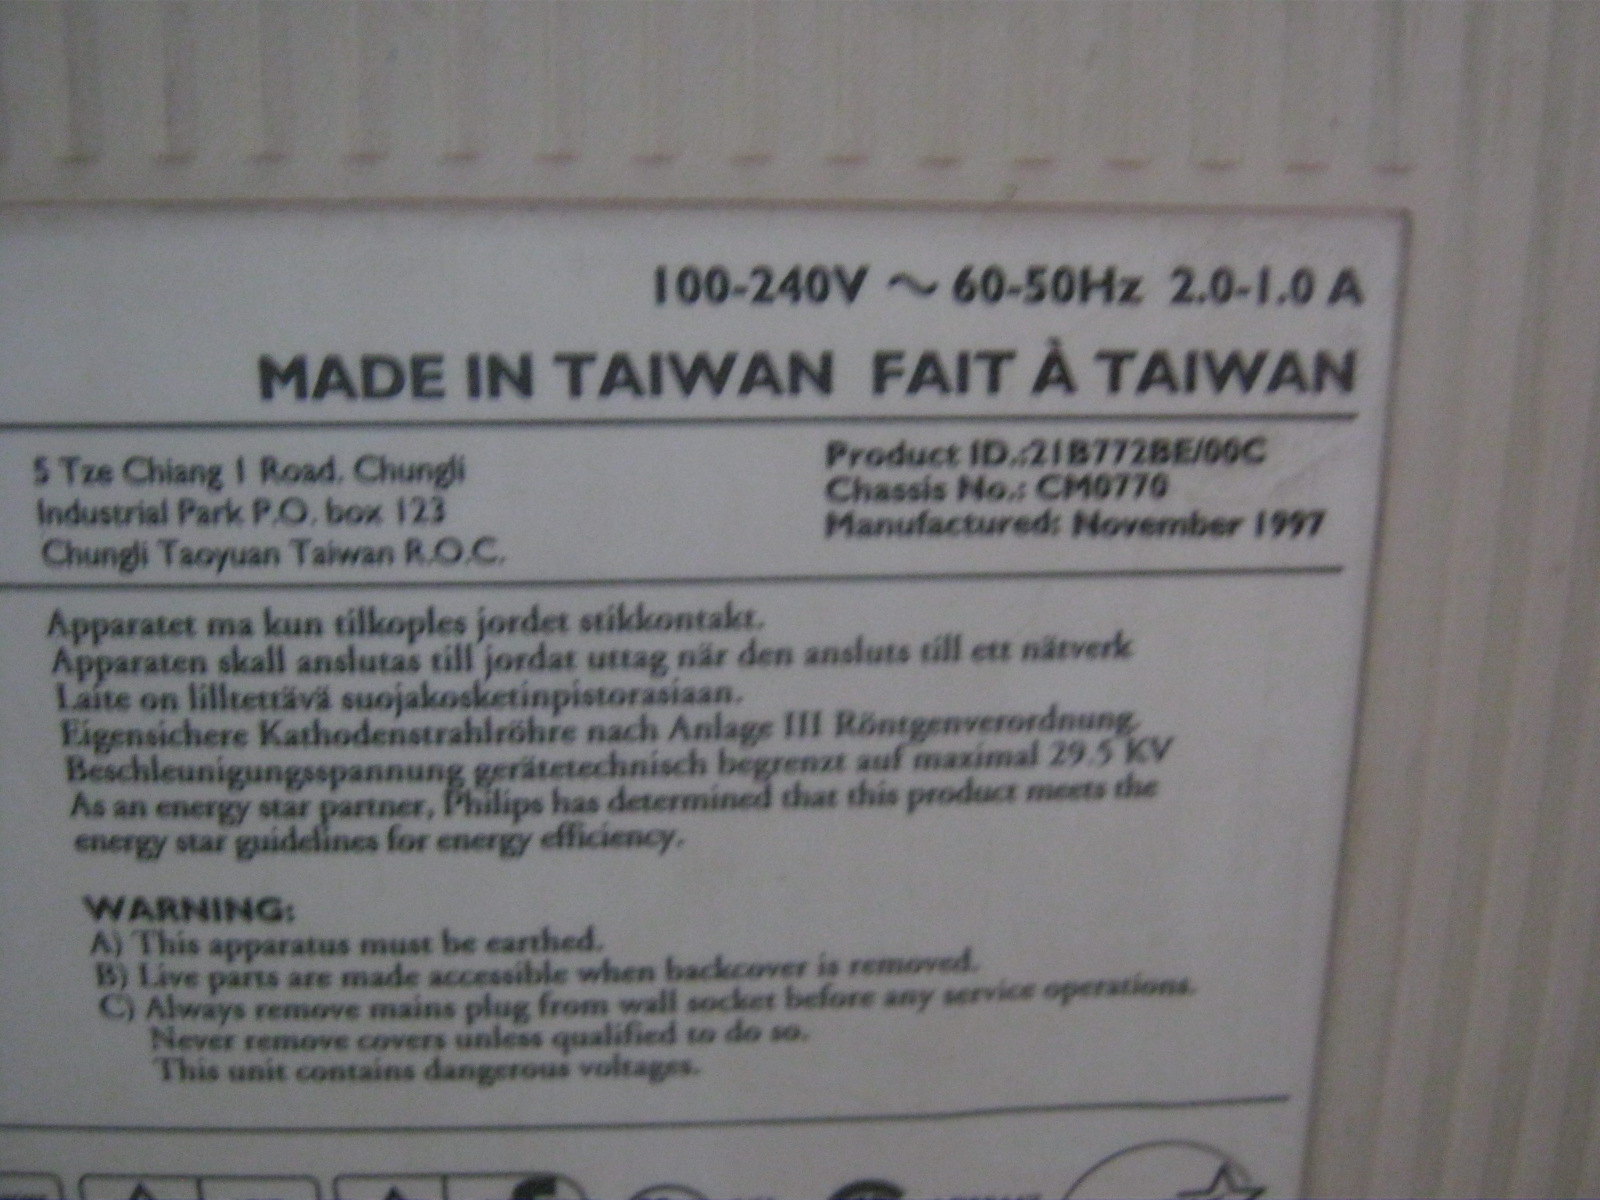 100-240V ~ 60-50Hz 2.0-1.0 A
MADE IN TAIWAN FAIT À TAIWAN
5 Tze Chiang 1 Road, Chungli
Industrial Park P.O. box 123
Chungli Taoyuan Taiwan R.O.C.
Product ID.:21B772BE/00C
Chassis No.: CM0770
Manufactured: November 1997
Apparatet ma kun tilkoples jordet stikkontakt.
Apparaten skall anslutas till jordat uttag när den ansluts till ett nätverk
Laite on lilltettävä suojakosketinpistorasiaan.
Eigensichere Kathodenstrahlröhre nach Anlage III Röntgenverordnung.
Beschleunigungsspannung gerätetechnisch begrenzt auf maximal 29.5 KV
As an energy star partner, Philips has determined that this product meets the
energy star guidelines for energy efficiency.
WARNING:
A) This apparatus must be earthed.
B) Live parts are made accessible when backcover is removed.
C) Always remove mains plug from wall socket before any service operations.
Never remove covers unless qualified to do so.
This unit contains dangerous voltages.